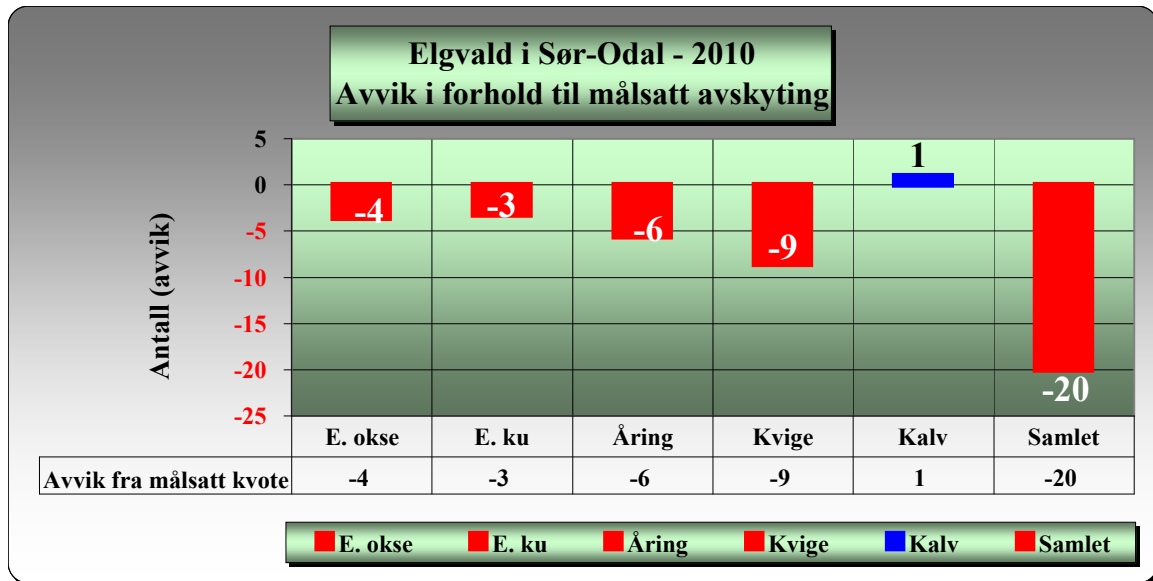 Elgvald i Sør-Odal - 2010
Avvik i forhold til målsatt avskyting
Antall (avvik)
5
0
-5
-10
-15
-20
-25
-4
-3
-6
-9
1
-20
E. okse E. ku Åring Kvige Kalv Samlet
Avvik fra målsatt kvote -4 -3 -6 -9 1 -20
E. okse E. ku Åring Kvige Kalv Samlet